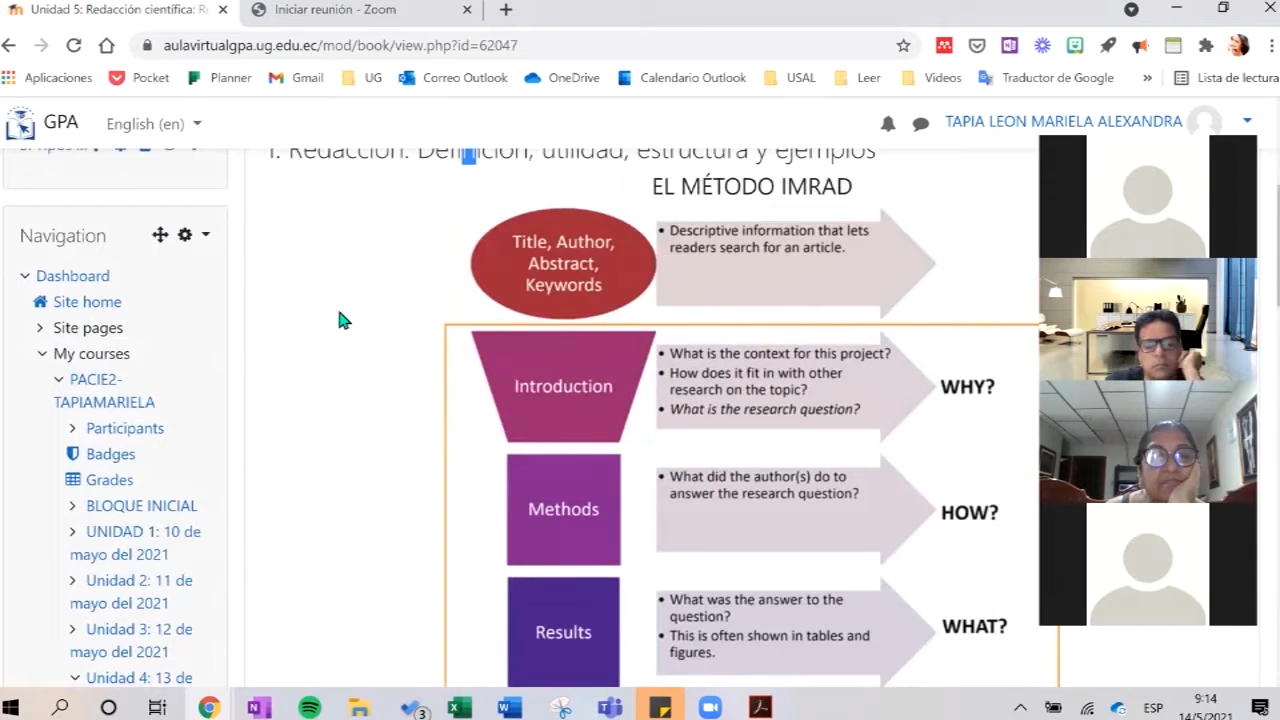 Unidad 5: Redacción científica: R
Iniciar reunión - Zoom
aulavirtualgpa.ug.edu.ec/mod/book/view.php?id=62047
Aplicaciones
Pocket
Planner
Gmail
UG
Correo Outlook
OneDrive
Calendario Outlook
USAL
Leer
Videos
Traductor de Google
»
Lista de lectura
GPA
English (en)
TAPIA LEON MARIELA ALEXANDRA
1. Redacción: Definición, utilidad, estructura y ejemplos
EL MÉTODO IMRAD
Title, Author,
Abstract,
Keywords
• Descriptive information that lets
readers search for an article.
Introduction
• What is the context for this project?
• How does it fit in with other
research on the topic?
• What is the research question?
WHY?
Methods
• What did the author(s) do to
answer the research question?
HOW?
Results
• What was the answer to the
question?
• This is often shown in tables and
figures.
WHAT?
Navigation
Dashboard
Site home
Site pages
My courses
PACIE2-
TAPIAMARIELA
Participants
Badges
Grades
BLOQUE INICIAL
UNIDAD 1: 10 de
mayo del 2021
Unidad 2: 11 de
mayo del 2021
Unidad 3: 12 de
mayo del 2021
Unidad 4: 13 de
3
ESP
9:14
14/5/2021